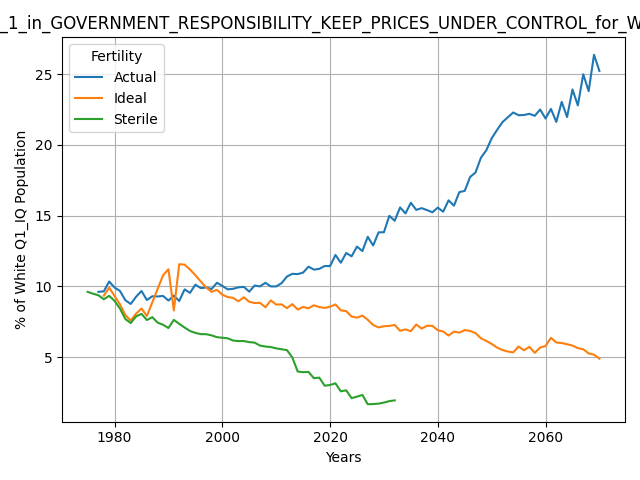 _1_in_GOVERNMENT_RESPONSIBILITY_KEEP_PRICES_UNDER_CONTROL_for_W
Fertility
Actual
Ideal
Sterile
% of White Q1_IQ Population
25
20
15
10
5
1980 2000 2020 2040 2060
Years